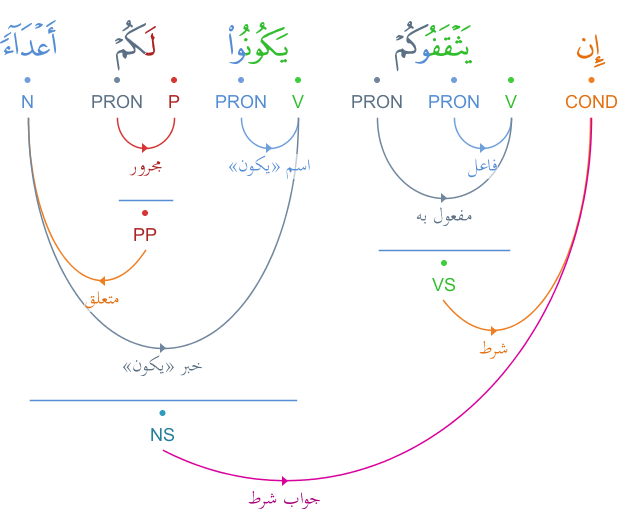 إِن يَثْقَفُوكُمْ يَكُونُوا۟ لَكُمْ أَعْدَآءً
COND V PRON PRON V PRON P PRON N
فاعل اسم «يكون» مجرور
مفعول به
PP
VS
متعلق
شرط
خبر «يكون»
NS
جواب شرط